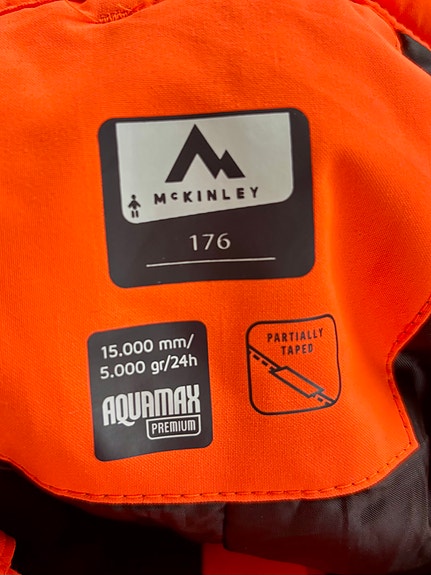 McKINLEY
176
15.000 mm/
5.000 gr/24h
AQUAMAX
PREMIUM
PARTIALLY
TAPED